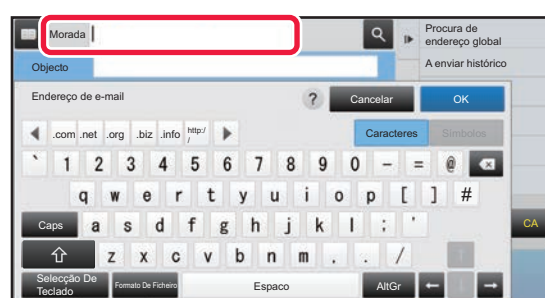 Morada
Procura de
endereço global
Objecto
A enviar histórico
Endereço de e-mail
?
Cancelar
OK
.com .net .org .biz .info http:/
/
Caracteres
Símbolos
` 1 2 3 4 5 6 7 8 9 0 - = @
q w e r t y u i o p [ ] #
Caps a s d f g h j k l ; '
CA
z x c v b n m . . /
Selecção De
Teclado
Formato De Ficheiro
Espaco
AltGr